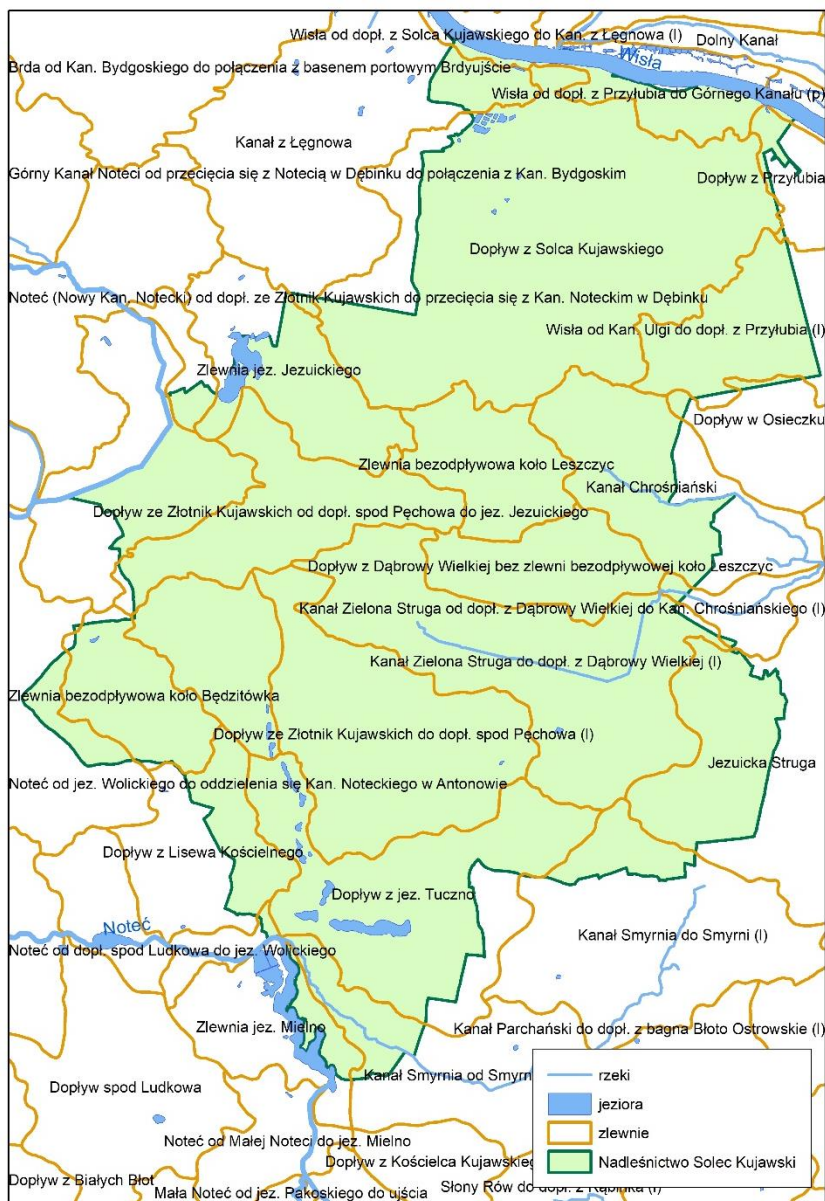 Wisła od dopł. z Solca Kujawskiego do Kan. z Łęgnowa (l)
Dolny Kanał
Wisła
Brda od Kan. Bydgoskiego do połączenia z basenem portowym Brdyujście
Wisła od dopł. z Przyłubia do Górnego Kanału (p)
Kanał z Łęgnowa
Górny Kanał Noteci od przecięcia się z Notecią w Dębinku do połączenia z Kan. Bydgoskim
Dopływ z Przyłubia
Dopływ z Solca Kujawskiego
Noteć (Nowy Kan. Notecki) od dopł. ze Złotnik Kujawskich do przecięcia się z Kan. Noteckim w Dębinku
Wisła od Kan. Ulgi do dopł. z Przyłubia (l)
Zlewnia jez. Jezuickiego
Dopływ w Osieczku
Zlewnia bezodpływowa koło Leszczyc
Kanał Chrośniański
Dopływ ze Złotnik Kujawskich od dopł. spod Pęchowa do jez. Jezuickiego
Dopływ z Dąbrowy Wielkiej bez zlewni bezodpływowej koło Leszczyc
Kanał Zielona Struga od dopł. z Dąbrowy Wielkiej do Kan. Chrośniańskiego (l)
Kanał Zielona Struga do dopł. z Dąbrowy Wielkiej (l)
Zlewnia bezodpływowa koło Będzitówka
Dopływ ze Złotnik Kujawskich do dopł. spod Pęchowa (l)
Jezuicka Struga
Noteć od jez. Wolickiego do oddzielenia się Kan. Noteckiego w Antonowie
Dopływ z Lisewa Kościelnego
Dopływ z jez. Tuczno
Noteć
Kanał Smyrnia do Smyrni (l)
Noteć od dopł. spod Ludkowa do jez. Wolickiego
Zlewnia jez. Mielno
Kanał Parchański do dopł. z bagna Błoto Ostrowskie (l)
Kanał Smyrnia od Smyrn
Dopływ spod Ludkowa
Noteć od Małej Noteci do jez. Mielno
Dopływ z Kościelca Kujawskieg
Dopływ z Białych Błot
Mała Noteć od jez. Pakoskiego do ujścia
Słony Rów do dopł. z
rzeki
jeziora
zlewnie
Nadleśnictwo Solec Kujawski